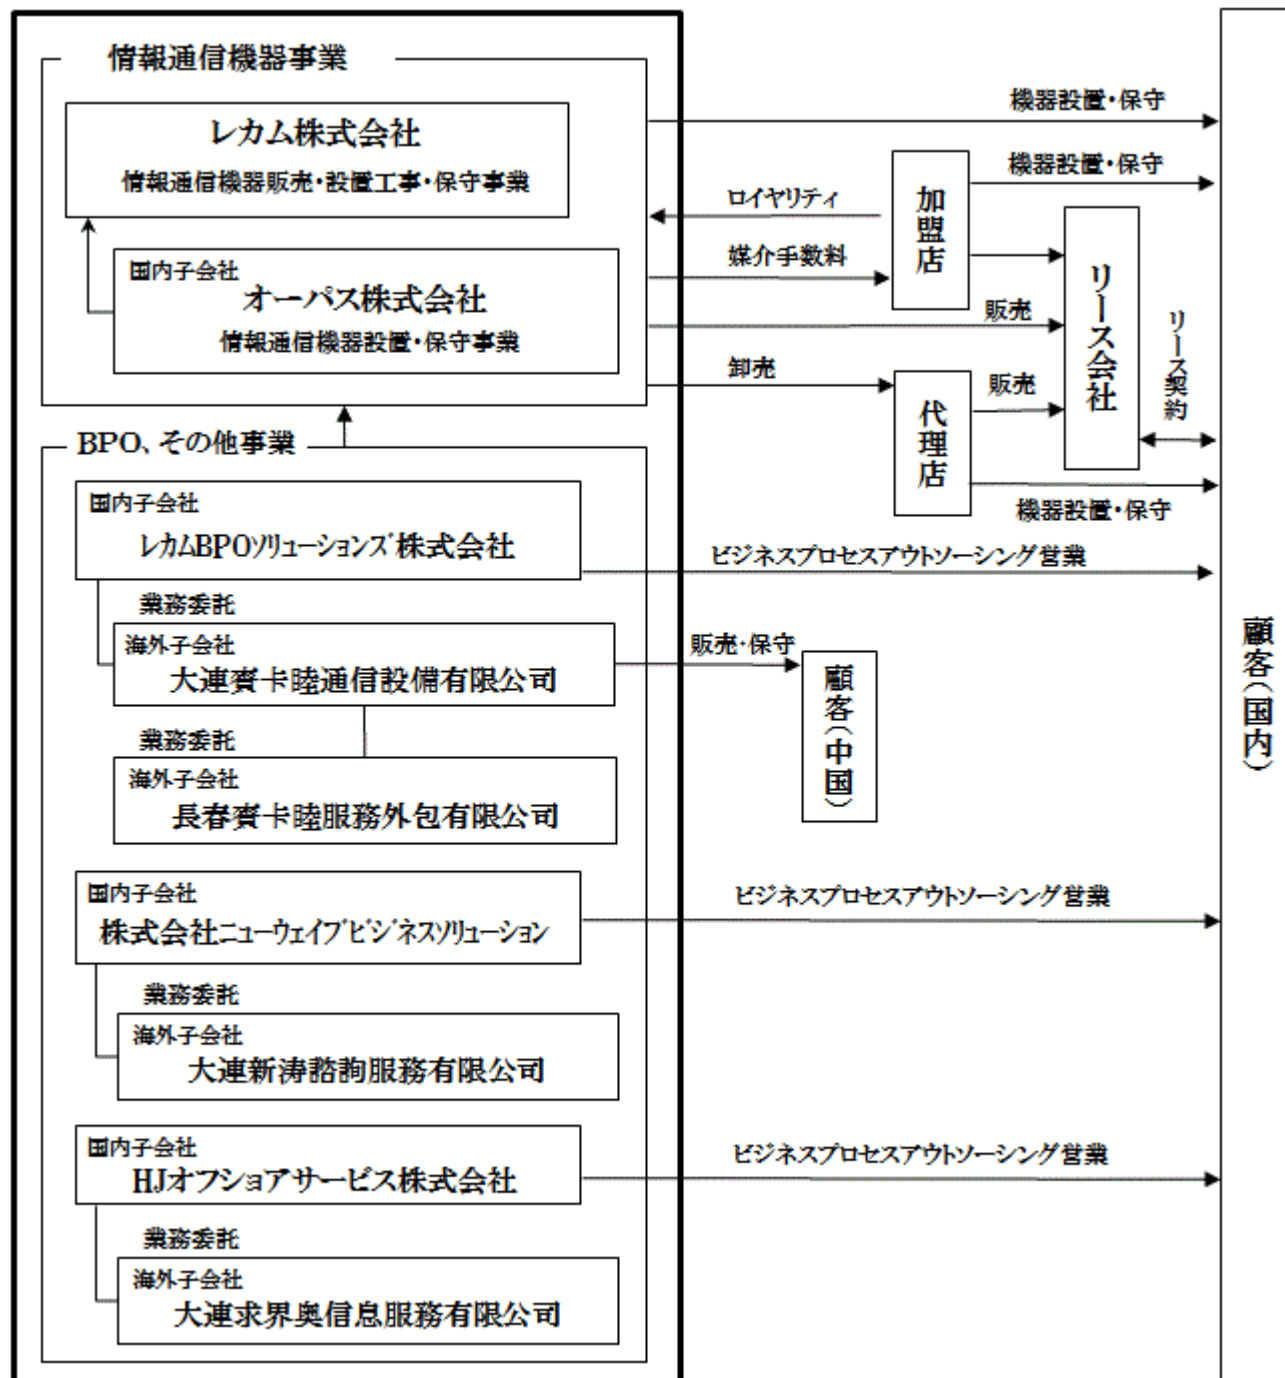 情報通信機器事業
レカム株式会社
情報通信機器販売・設置工事・保守事業
国内子会社
オーパス株式会社
情報通信機器設置・保守事業
機器設置・保守
機器設置・保守
ロイヤリティ
加盟店
媒介手数料
販売
リース会社
リース契約
卸売
販売
代理店
機器設置・保守
BPO、その他事業
国内子会社
レカムBPOソリューションズ株式会社
ビジネスプロセスアウトソーシング営業
業務委託
海外子会社
大連賚卡睦通信設備有限公司
販売・保守
顧客(中国)
顧客(国内)
業務委託
海外子会社
長春賚卡睦服務外包有限公司
国内子会社
株式会社ニューウェイブビジネスソリューション
ビジネスプロセスアウトソーシング営業
業務委託
海外子会社
大連新涛諮詢服務有限公司
国内子会社
HJオフショアサービス株式会社
ビジネスプロセスアウトソーシング営業
業務委託
海外子会社
大連求界奥信息服務有限公司